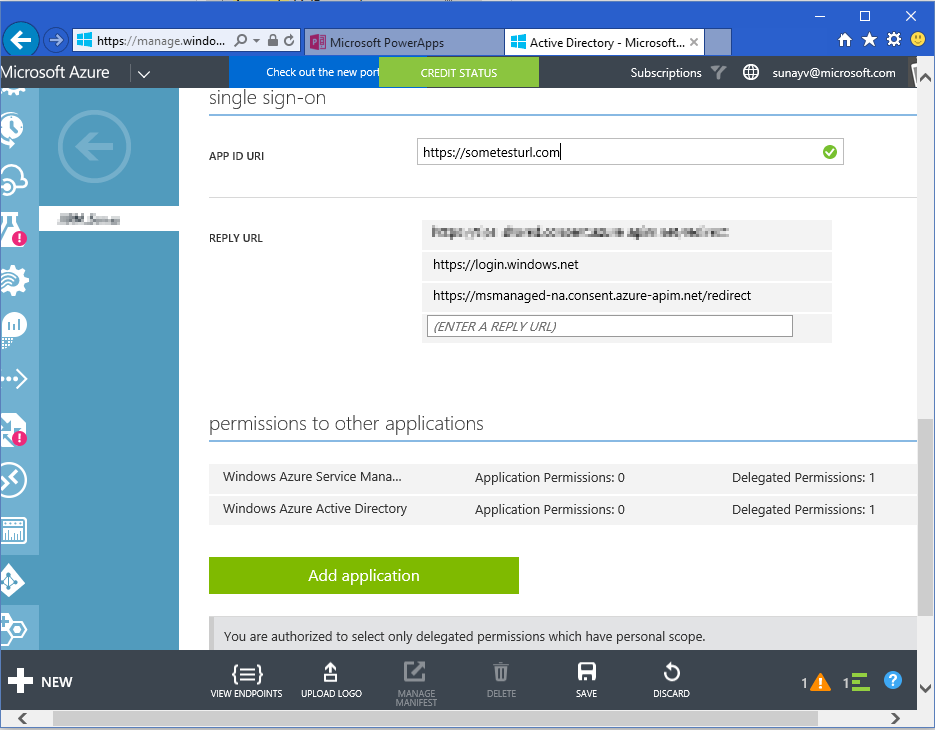 https://manage.windo...
Microsoft PowerApps
Active Directory - Microsoft...
Microsoft Azure
Check out the new port
CREDIT STATUS
Subscriptions
sunayv@microsoft.com
single sign-on
APP ID URI
https://sometesturl.com
REPLY URL
https://login.windows.net
https://msmanaged-na.consent.azure-apim.net/redirect
(ENTER A REPLY URL)
permissions to other applications
Windows Azure Service Mana... Application Permissions: 0 Delegated Permissions: 1
Windows Azure Active Directory Application Permissions: 0 Delegated Permissions: 1
Add application
You are authorized to select only delegated permissions which have personal scope.
NEW
VIEW ENDPOINTS
UPLOAD LOGO
MANAGE
MANIFEST
DELETE
SAVE
DISCARD
1
1